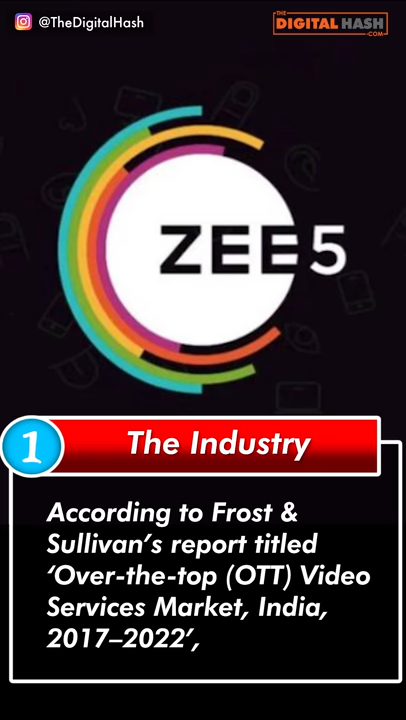 @TheDigitalHash
THE
DIGITAL HASH
.COM
ZEE5
1
The Industry
According to Frost &
Sullivan's report titled
‘Over-the-top (OTT) Video
Services Market, India,
2017–2022’,